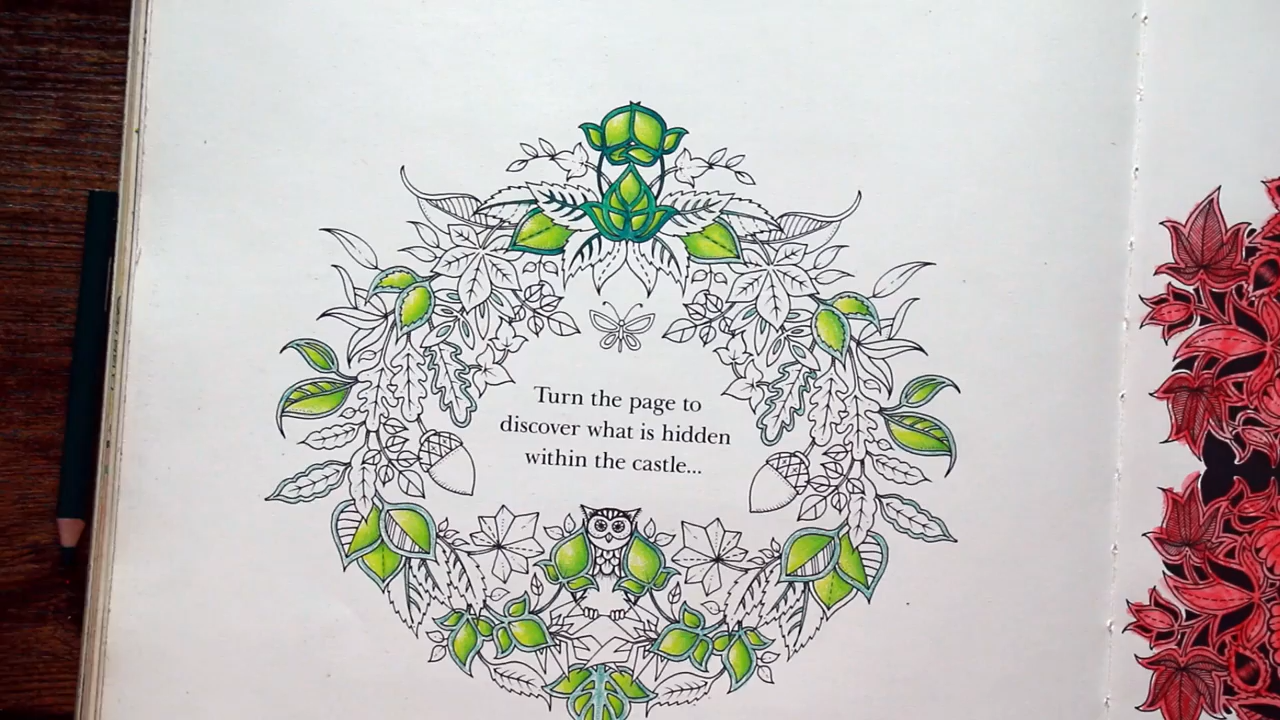 Turn the page to
discover what is hidden
within the castle...